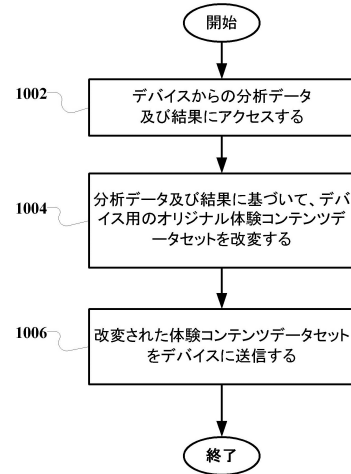 開始
1002
デバイスからの分析データ
及び結果にアクセスする
1004
分析データ及び結果に基づいて、デバ
イス用のオリジナル体験コンテンツデ
ータセットを改変する
1006
改変された体験コンテンツデータセット
をデバイスに送信する
終了